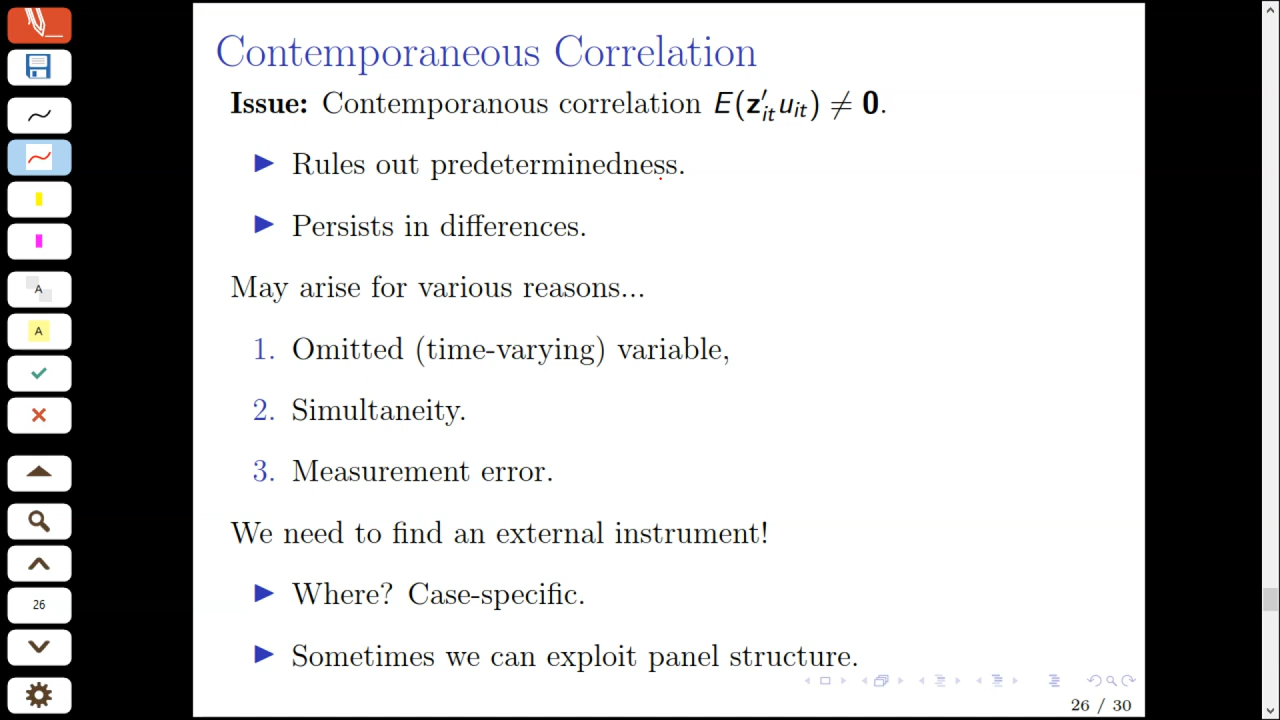 Contemporaneous Correlation
Issue: Contemporanous correlation E(z′ᵢₜuᵢₜ) ≠ 0.
▶ Rules out predeterminedness.
▶ Persists in differences.
May arise for various reasons...
1. Omitted (time-varying) variable,
2. Simultaneity.
3. Measurement error.
We need to find an external instrument!
▶ Where? Case-specific.
▶ Sometimes we can exploit panel structure.
26 / 30
A
A
26